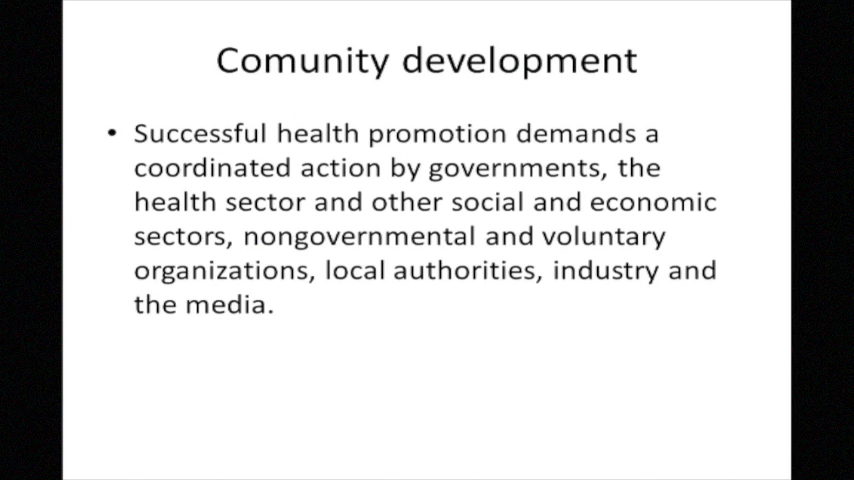 Comunity development
• Successful health promotion demands a
coordinated action by governments, the
health sector and other social and economic
sectors, nongovernmental and voluntary
organizations, local authorities, industry and
the media.